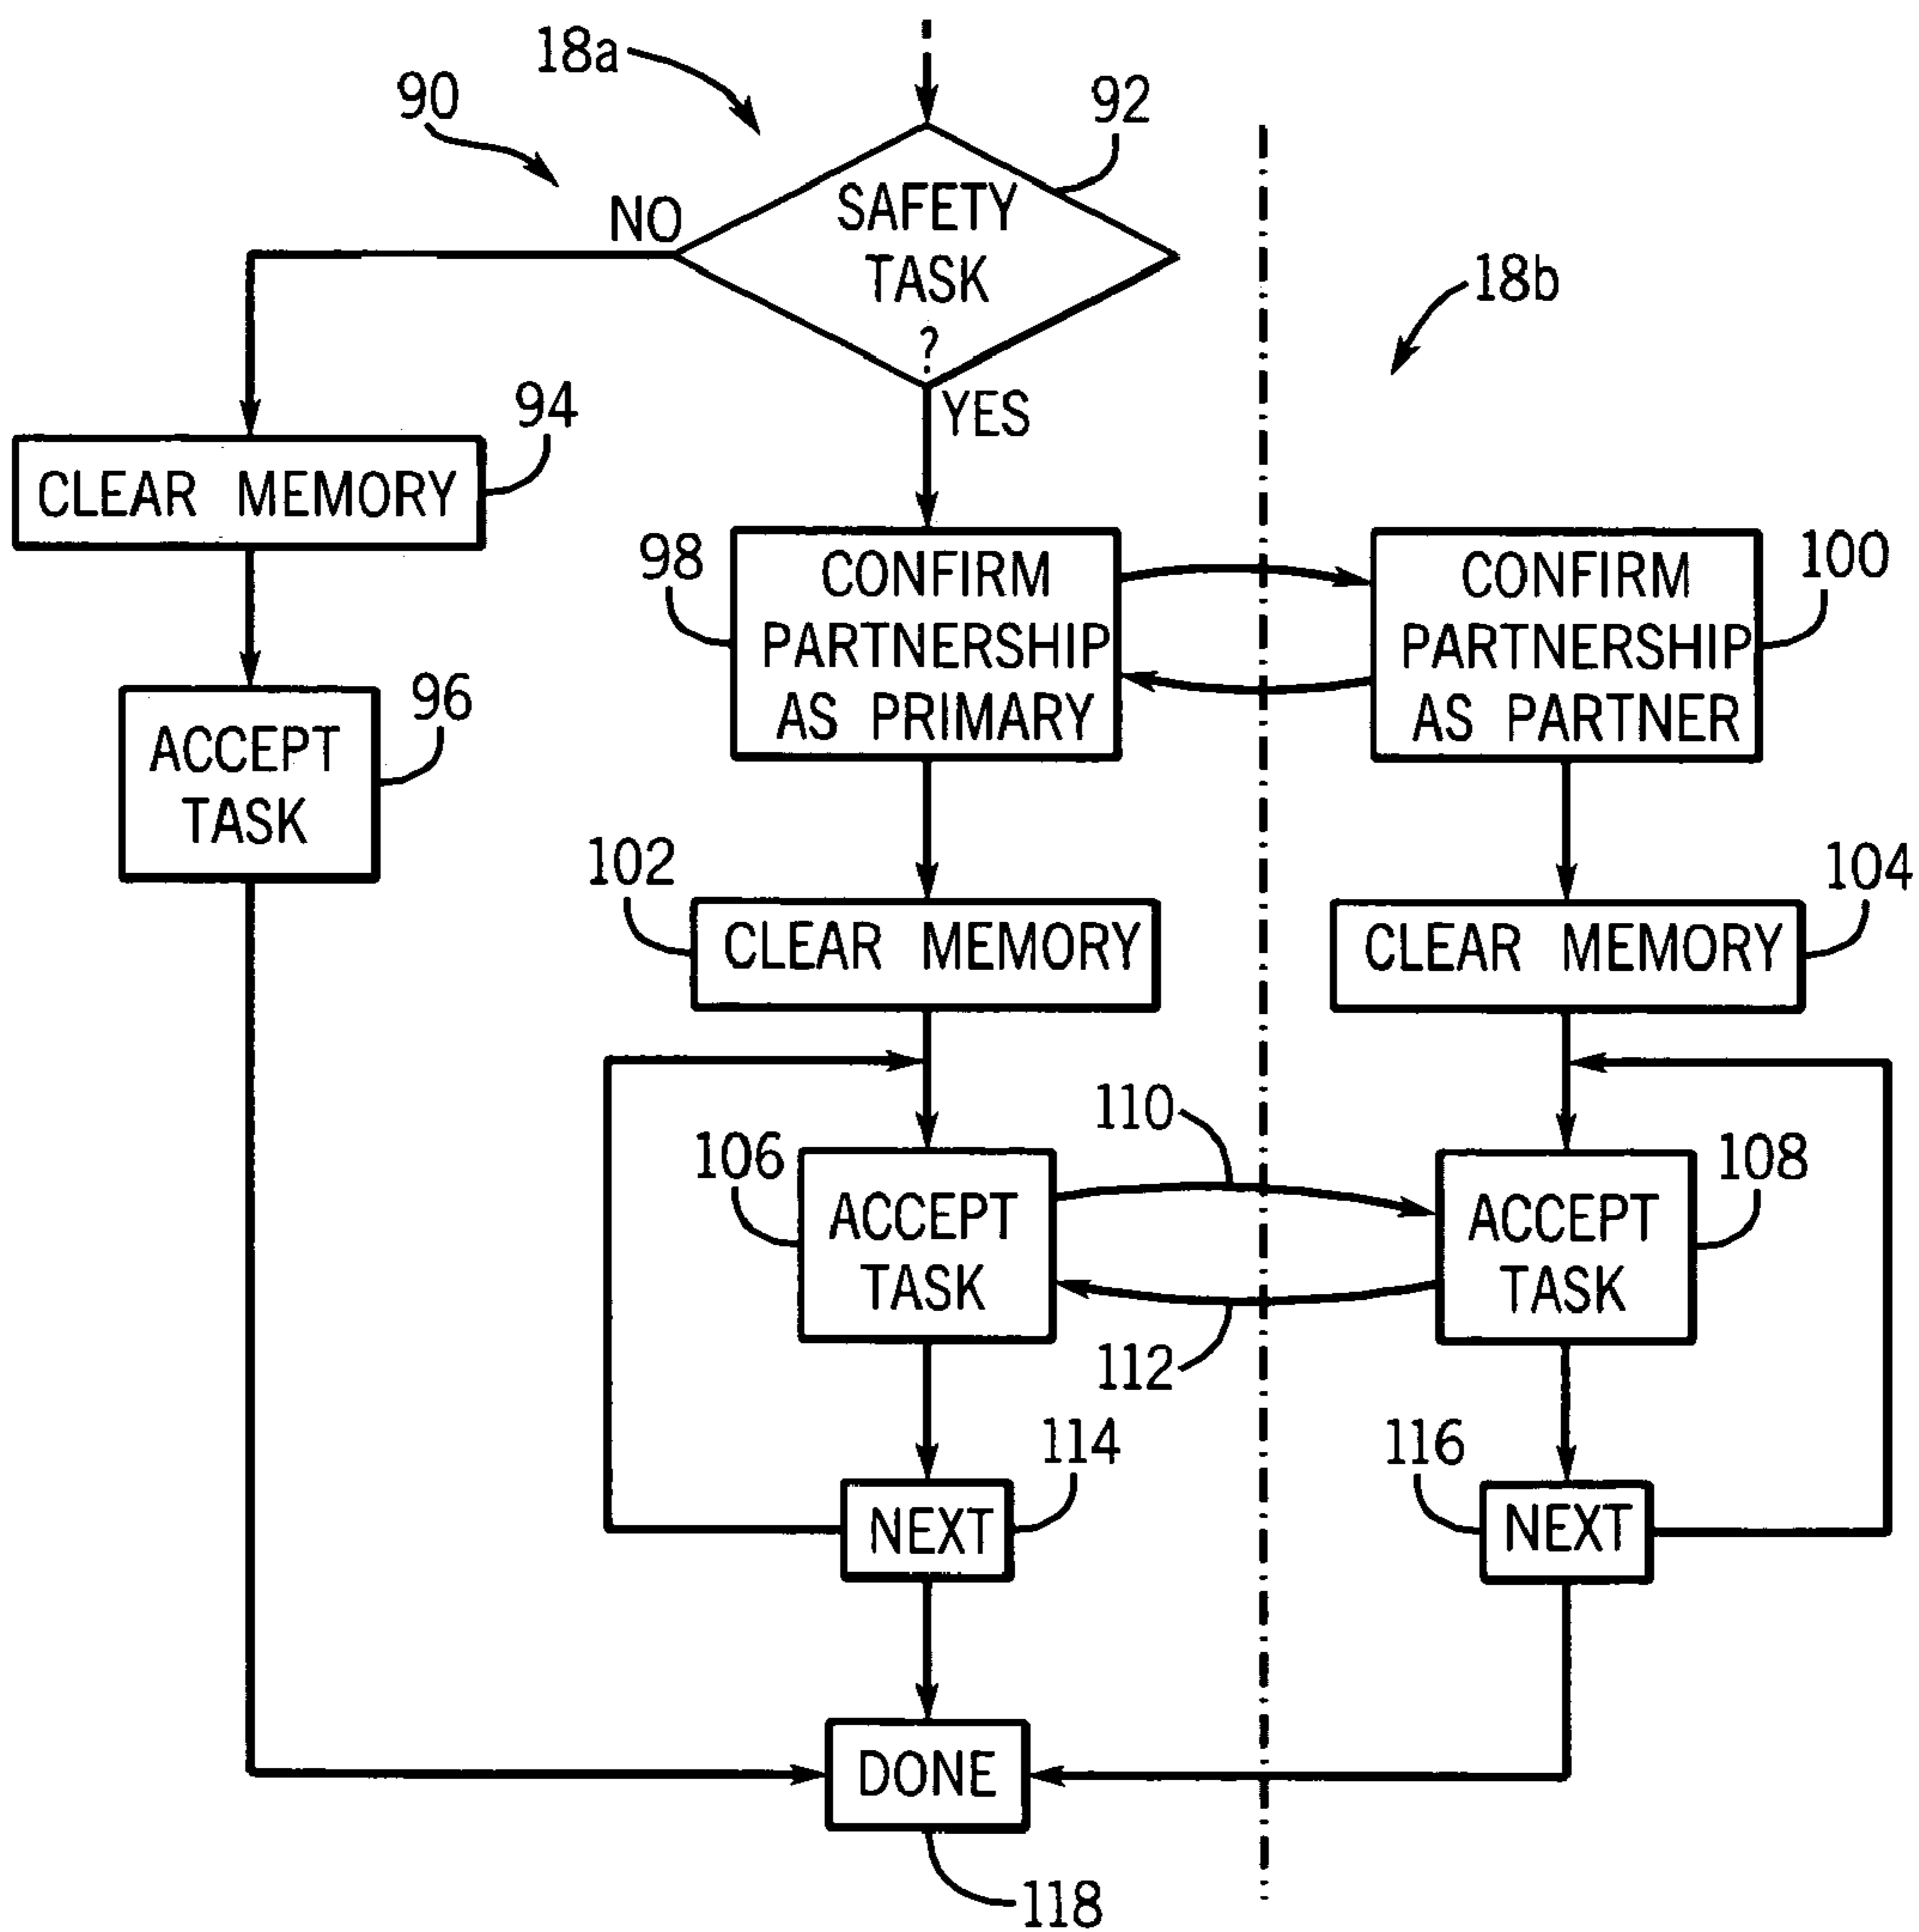 18a
90
92
NO
SAFETY
TASK
?
YES
18b
94
CLEAR MEMORY
98
CONFIRM
PARTNERSHIP
AS PRIMARY
100
CONFIRM
PARTNERSHIP
AS PARTNER
96
ACCEPT
TASK
102
CLEAR MEMORY
104
CLEAR MEMORY
110
106
ACCEPT
TASK
108
ACCEPT
TASK
112
114
NEXT
116
NEXT
DONE
118